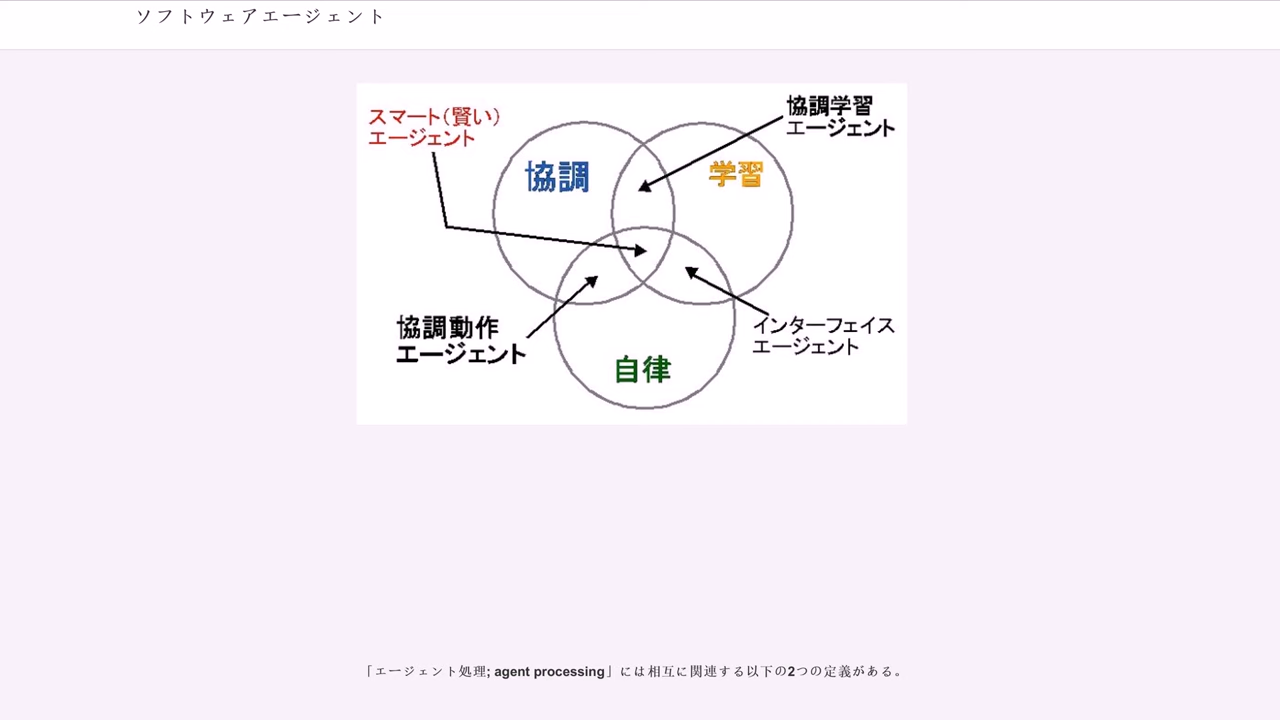 ソフトウェアエージェント
スマート(賢い)
エージェント
協調学習
エージェント
協調
学習
協調動作
エージェント
インターフェイス
エージェント
自律
「エージェント処理; agent processing」には相互に関連する以下の2つの定義がある。